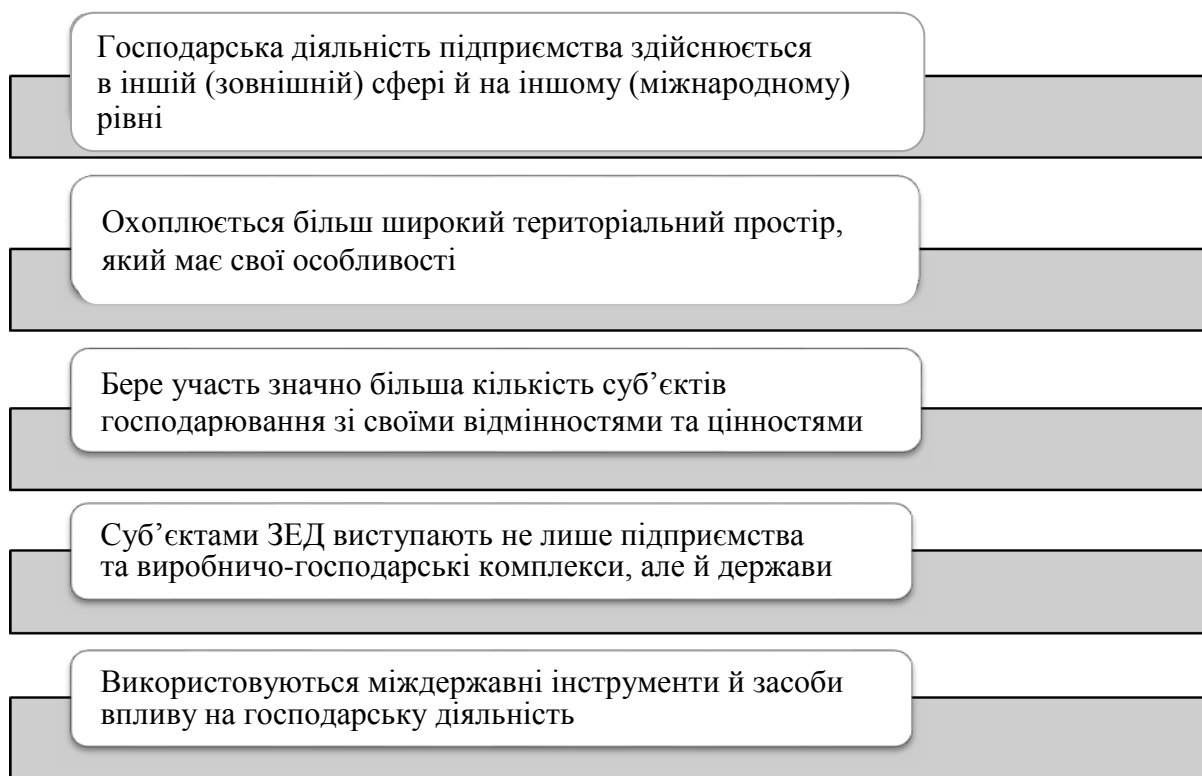 Господарська діяльність підприємства здійснюється
в іншій (зовнішній) сфері й на іншому (міжнародному)
рівні
Охоплюється більш широкий територіальний простір,
який має свої особливості
Бере участь значно більша кількість суб’єктів
господарювання зі своїми відмінностями та цінностями
Суб’єктами ЗЕД виступають не лише підприємства
та виробничо-господарські комплекси, але й держави
Використовуються міждержавні інструменти й засоби
впливу на господарську діяльність